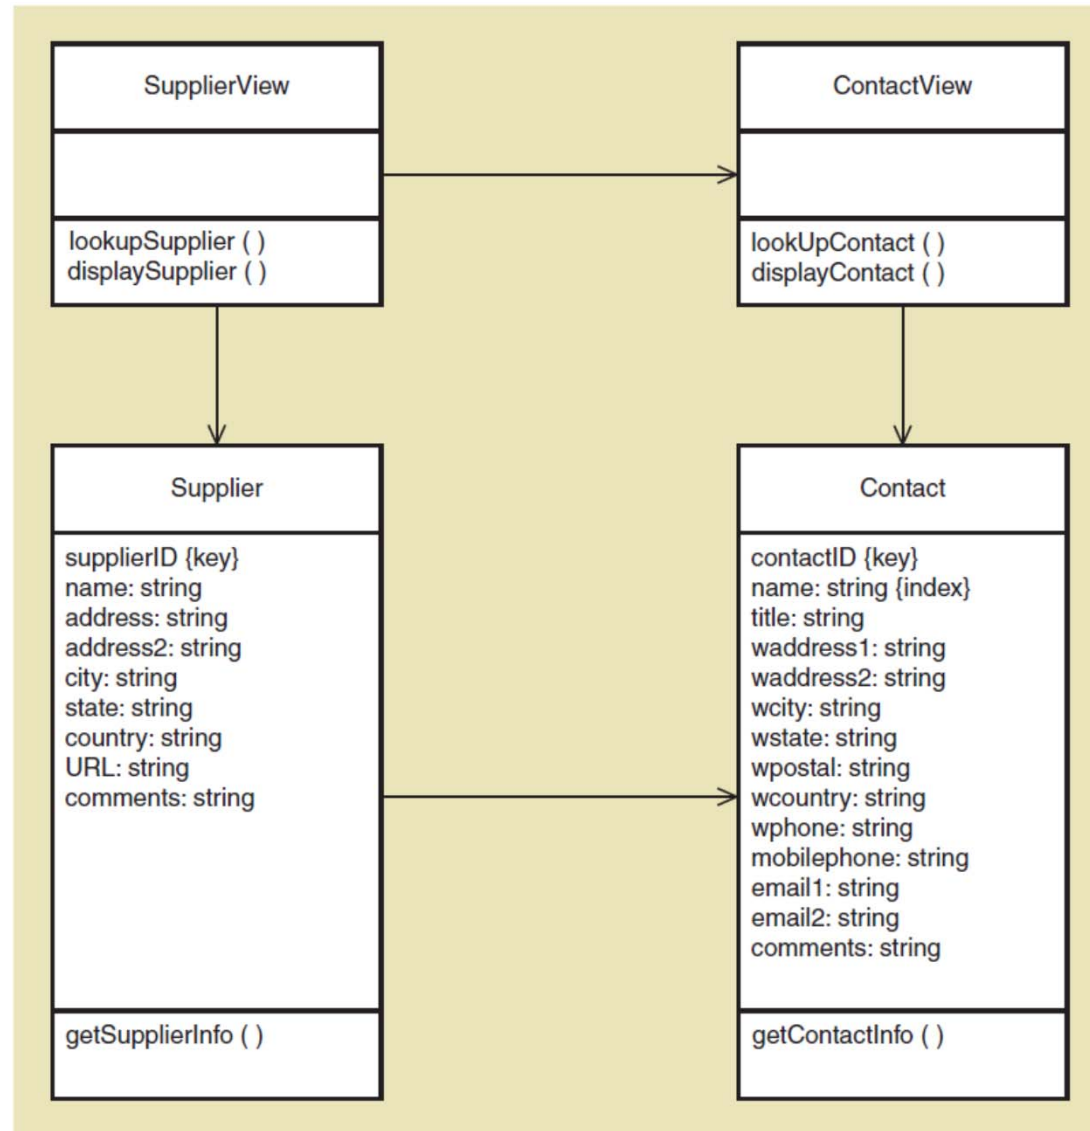 SupplierView
lookupSupplier ( )
displaySupplier ( )
ContactView
lookUpContact ( )
displayContact ( )
Supplier
supplierID {key}
name: string
address: string
address2: string
city: string
state: string
country: string
URL: string
comments: string
getSupplierInfo ( )
Contact
contactID {key}
name: string {index}
title: string
waddress1: string
waddress2: string
wcity: string
wstate: string
wpostal: string
wcountry: string
wphone: string
mobilephone: string
email1: string
email2: string
comments: string
getContactInfo ( )